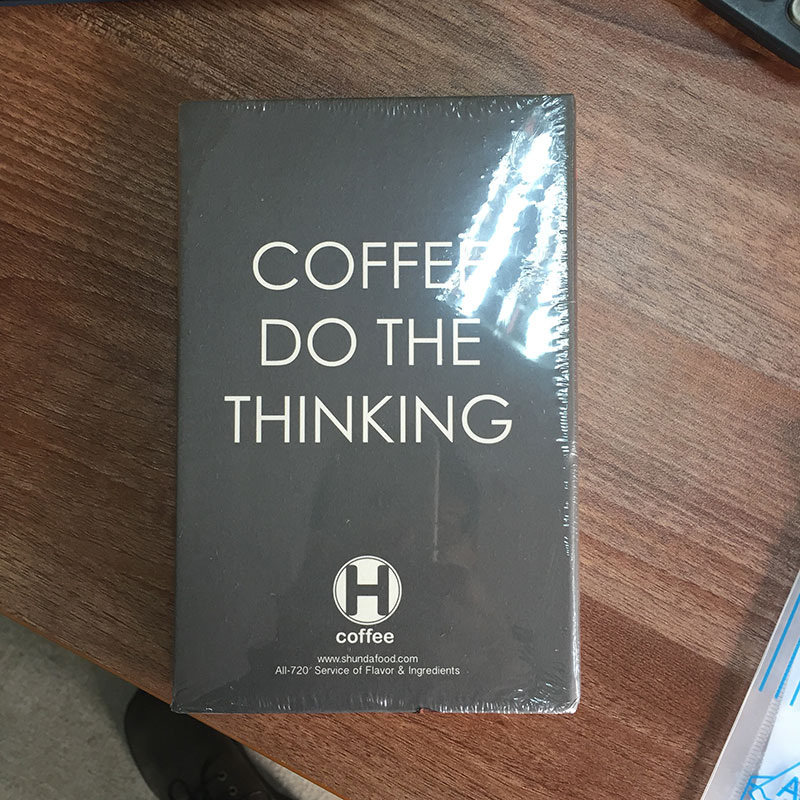 COFFEE
DO THE
THINKING
H
coffee
www.shundafood.com
All-720° Service of Flavor & Ingredients
A